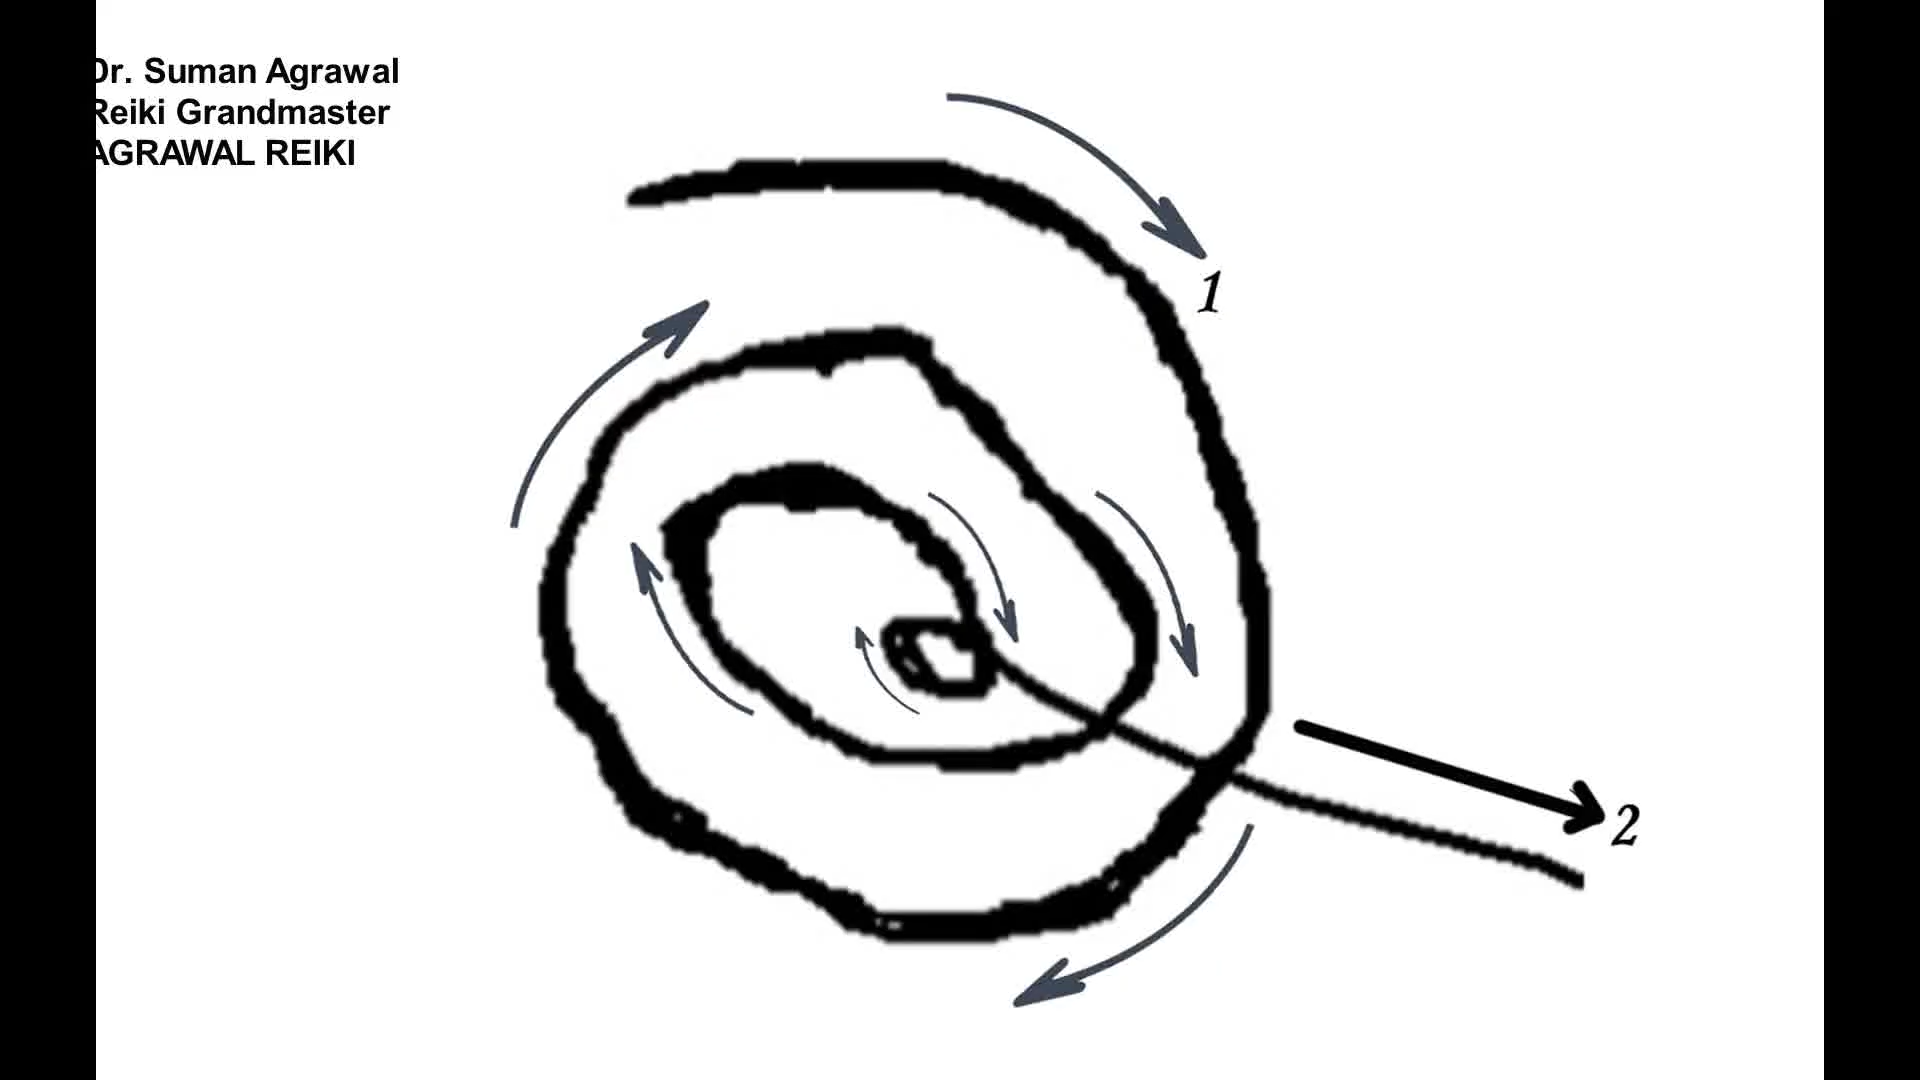 Dr. Suman Agrawal
Reiki Grandmaster
AGRAWAL REIKI
1
2